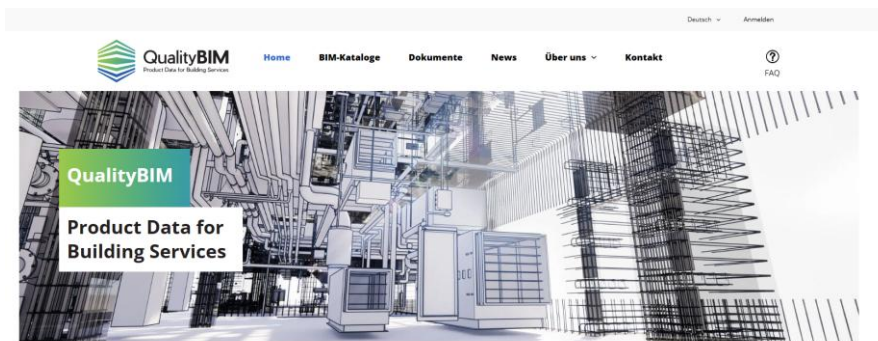 Deutsch
Anmelden
QualityBIM
Product Data for Building Services
Home
BIM-Kataloge
Dokumente
News
Über uns
Kontakt
?
FAQ
QualityBIM
Product Data for
Building Services